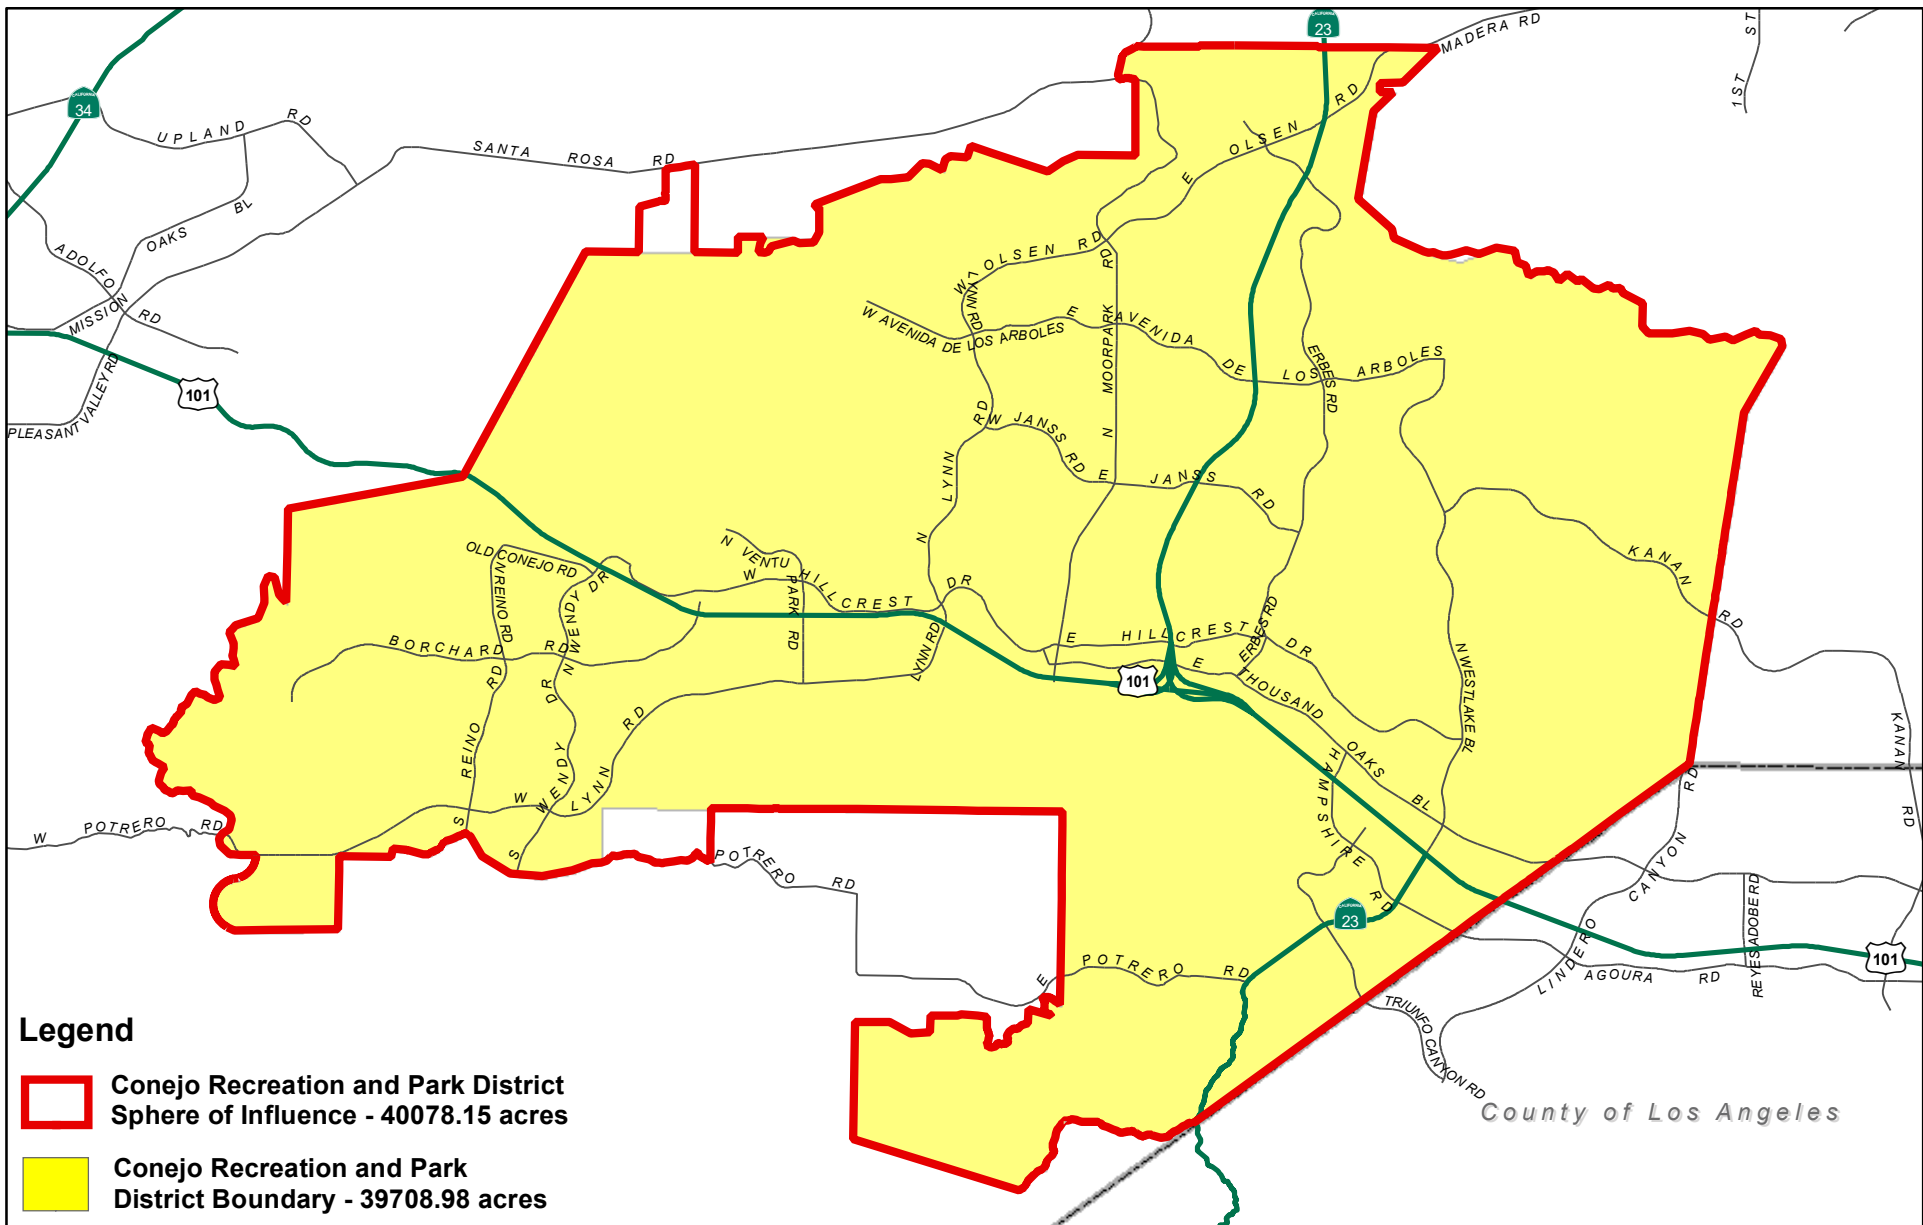 CALIFORNIA
23
MADERA RD
1ST ST
CALIFORNIA
34
UPLAND RD
SANTA ROSA RD
OAKS BL
ADOLFO RD
MISSION
PLEASANT VALLEY RD
101
E OLSEN RD
W OLSEN RD
LYNN RD
N MOORPARK RD
W AVENIDA DE LOS ARBOLES
E AVENIDA DE LOS ARBOLES
ERBES RD
W JANSS RD
E JANSS RD
N LYNN RD
KANAN RD
OLD CONEJO RD
N REINO RD
N WENDY DR
N VENTU PARK RD
W HILLCREST DR
BORCHARD RD
LYNN RD
E HILLCREST DR
ERBES RD
101
E THOUSAND OAKS BL
N WESTLAKE BL
S REINO RD
S WENDY DR
W LYNN RD
HAMPSHIRE RD
KANAN RD
W POTRERO RD
POTRERO RD
E POTRERO RD
CALIFORNIA
23
LINDERO CANYON RD
REYES ADOBE RD
AGOURA RD
101
TRIUNFO CANYON RD
County of Los Angeles
Legend
Conejo Recreation and Park District
Sphere of Influence - 40078.15 acres
Conejo Recreation and Park
District Boundary - 39708.98 acres